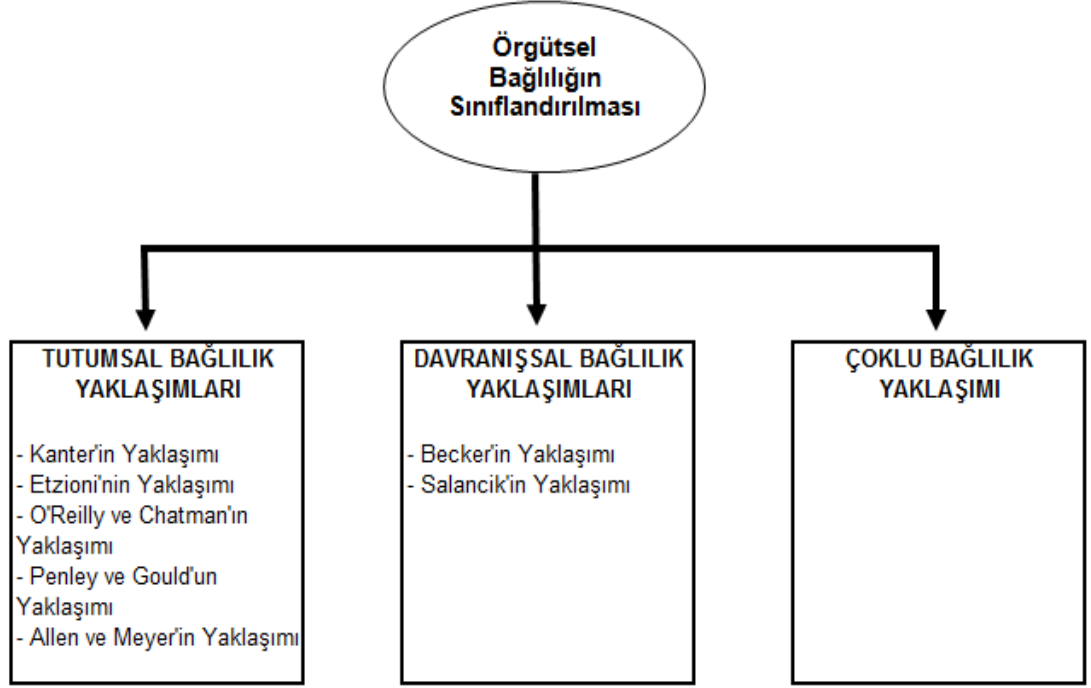 Örgütsel
Bağlılığın
Sınıflandırılması
TUTUMSAL BAĞLILIK
YAKLAŞIMLARI
- Kanter'in Yaklaşımı
- Etzioni'nin Yaklaşımı
- O'Reilly ve Chatman'ın
Yaklaşımı
- Penley ve Gould'un
Yaklaşımı
- Allen ve Meyer'in Yaklaşımı
DAVRANIŞSAL BAĞLILIK
YAKLAŞIMLARI
- Becker'in Yaklaşımı
- Salancik'in Yaklaşımı
ÇOKLU BAĞLILIK
YAKLAŞIMI